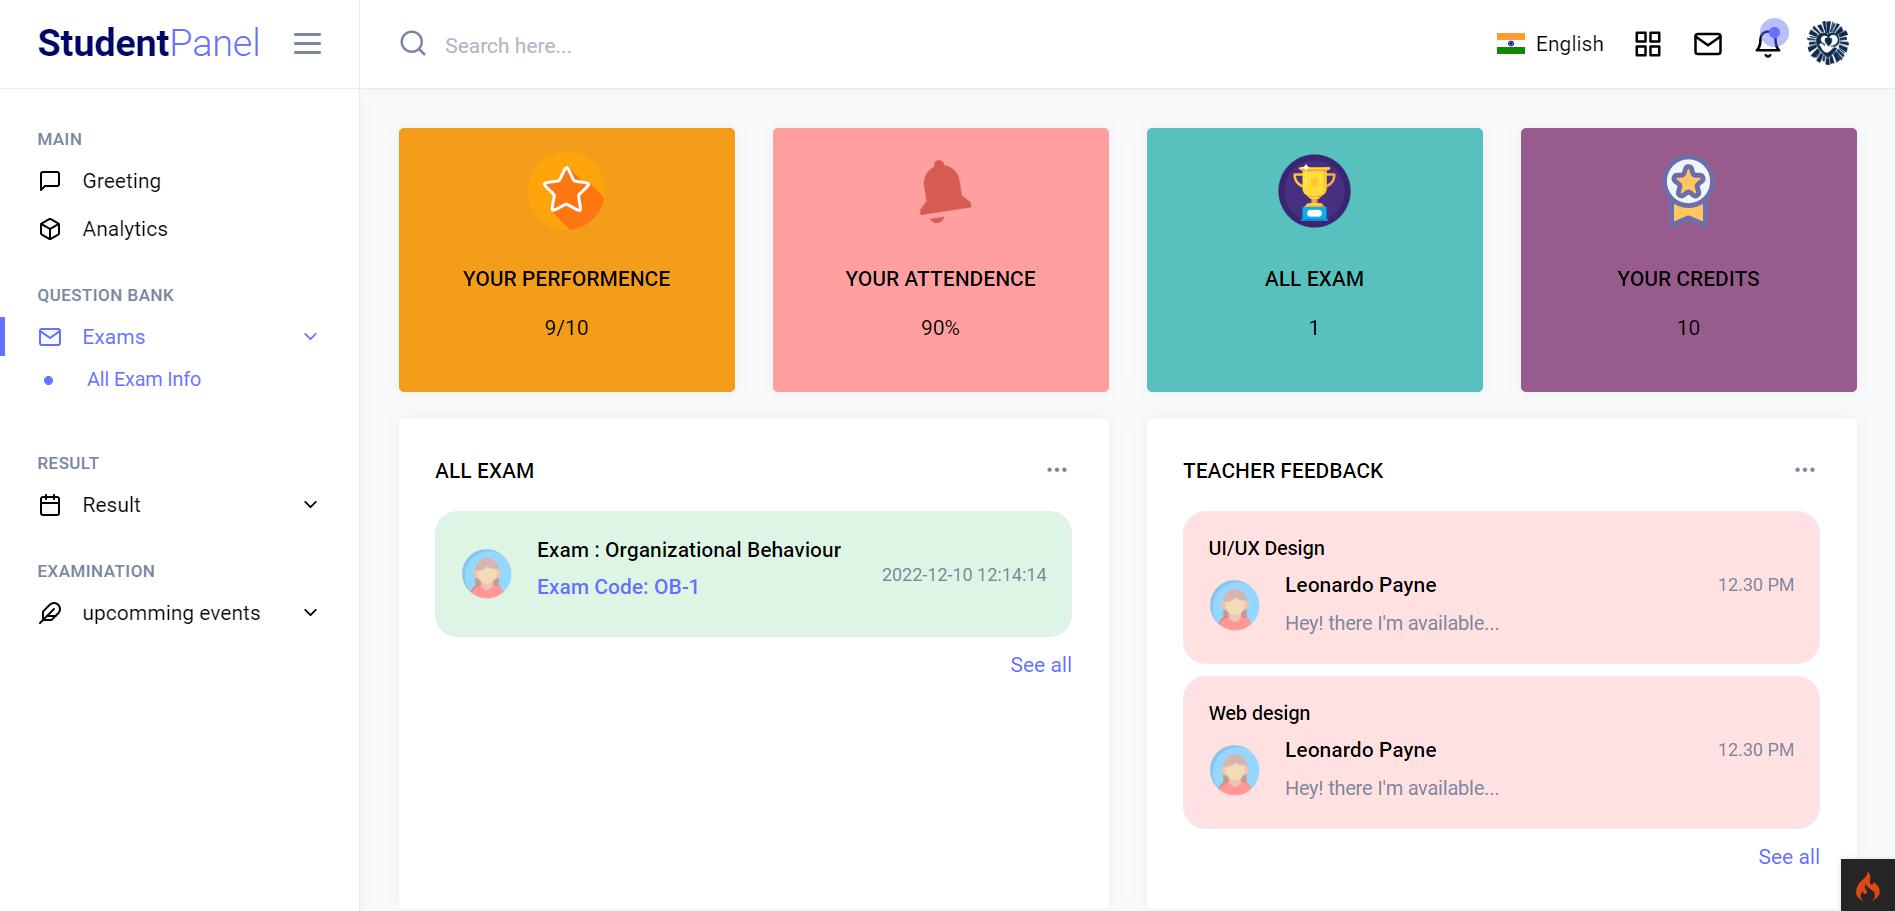 StudentPanel
Search here...
English
MAIN
Greeting
Analytics
QUESTION BANK
Exams
All Exam Info
RESULT
Result
EXAMINATION
upcomming events
YOUR PERFORMENCE
9/10
YOUR ATTENDENCE
90%
ALL EXAM
1
YOUR CREDITS
10
ALL EXAM
Exam : Organizational Behaviour
Exam Code: OB-1
2022-12-10 12:14:14
See all
TEACHER FEEDBACK
UI/UX Design
Leonardo Payne
12.30 PM
Hey! there I'm available...
Web design
Leonardo Payne
12.30 PM
Hey! there I'm available...
See all